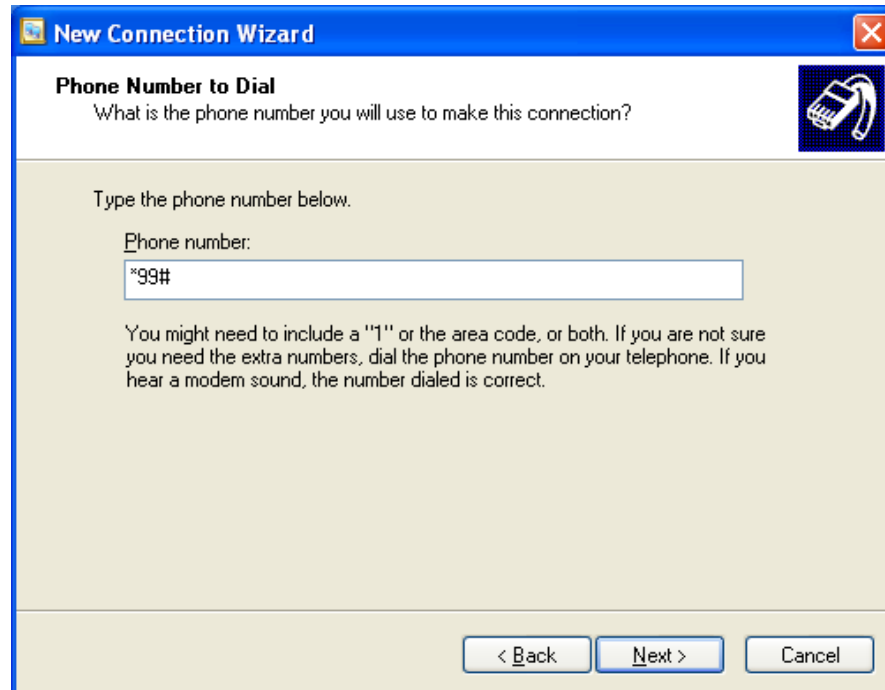 New Connection Wizard
Phone Number to Dial
What is the phone number you will use to make this connection?
Type the phone number below.
Phone number:
*99#
You might need to include a "1" or the area code, or both. If you are not sure
you need the extra numbers, dial the phone number on your telephone. If you
hear a modem sound, the number dialed is correct.
< Back
Next >
Cancel